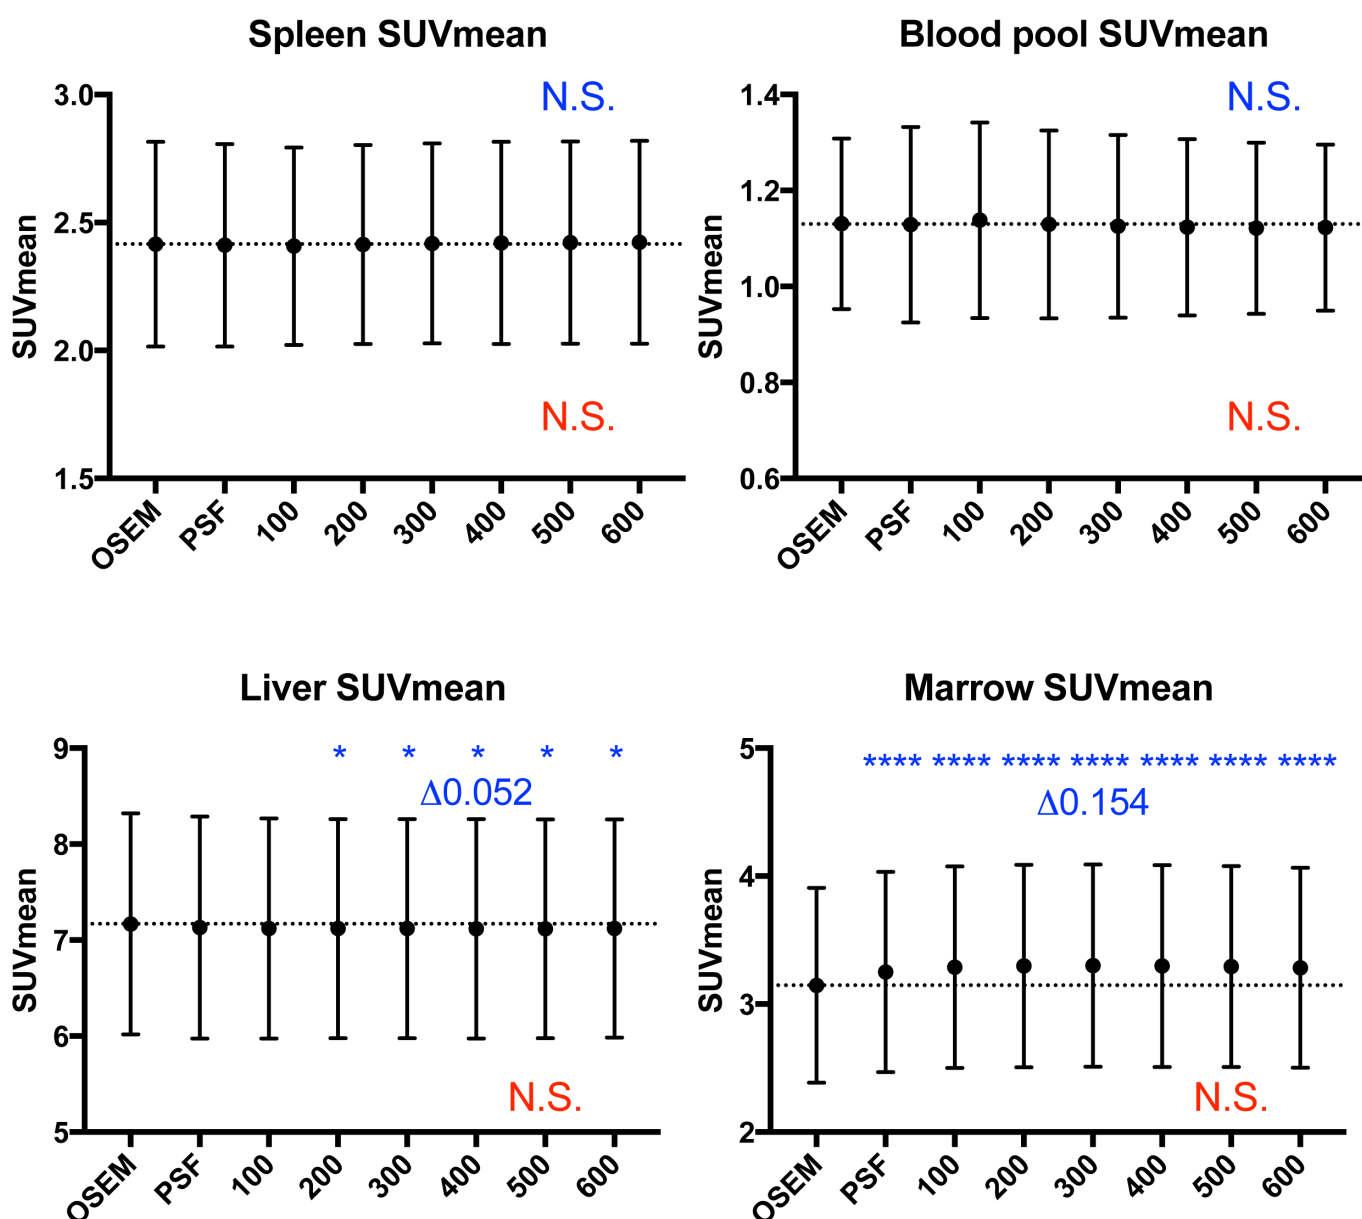 Spleen SUVmean
N.S.
3.0
2.5
2.0
1.5
SUVmean
N.S.
OSEM PSF 100 200 300 400 500 600
Blood pool SUVmean
N.S.
1.4
1.2
1.0
0.8
0.6
SUVmean
N.S.
OSEM PSF 100 200 300 400 500 600
Liver SUVmean
* * * * *
Δ0.052
9
8
7
6
5
SUVmean
N.S.
OSEM PSF 100 200 300 400 500 600
Marrow SUVmean
**** **** **** **** **** **** ****
Δ0.154
5
4
3
2
SUVmean
N.S.
OSEM PSF 100 200 300 400 500 600